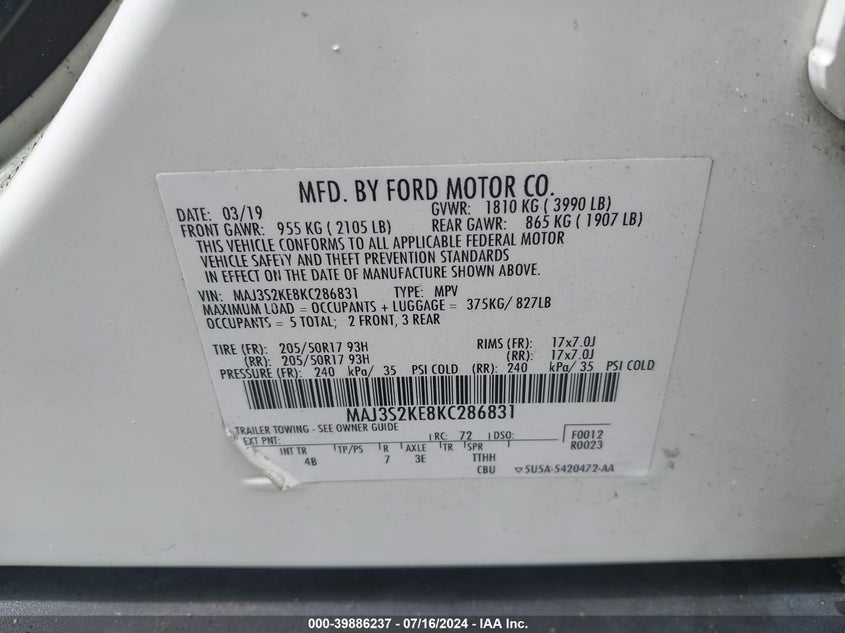 MFD. BY FORD MOTOR CO.
DATE: 03/19 GVWR: 1810 KG ( 3990 LB)
FRONT GAWR: 955 KG ( 2105 LB) REAR GAWR: 865 KG ( 1907 LB)
THIS VEHICLE CONFORMS TO ALL APPLICABLE FEDERAL MOTOR
VEHICLE SAFETY AND THEFT PREVENTION STANDARDS
IN EFFECT ON THE DATE OF MANUFACTURE SHOWN ABOVE.
VIN: MAJ3S2KE8KC286831 TYPE: MPV
MAXIMUM LOAD = OCCUPANTS + LUGGAGE = 375KG/ 827LB
OCCUPANTS = 5 TOTAL; 2 FRONT, 3 REAR
TIRE (FR): 205/50R17 93H RIMS (FR): 17x7.0J
(RR): 205/50R17 93H (RR): 17x7.0J
PRESSURE (FR): 240 kPa/ 35 PSI COLD (RR): 240 kPa/ 35 PSI COLD
MAJ3S2KE8KC286831
TRAILER TOWING - SEE OWNER GUIDE
EXT PNT: RC: 72 DSO: F0012
R0023
INT TR TP/PS R AXLE TR SPR
4B 7 3E TTHH
CBU 5U5A-5420472-AA
000-39886237 - 07/16/2024 - IAA Inc.